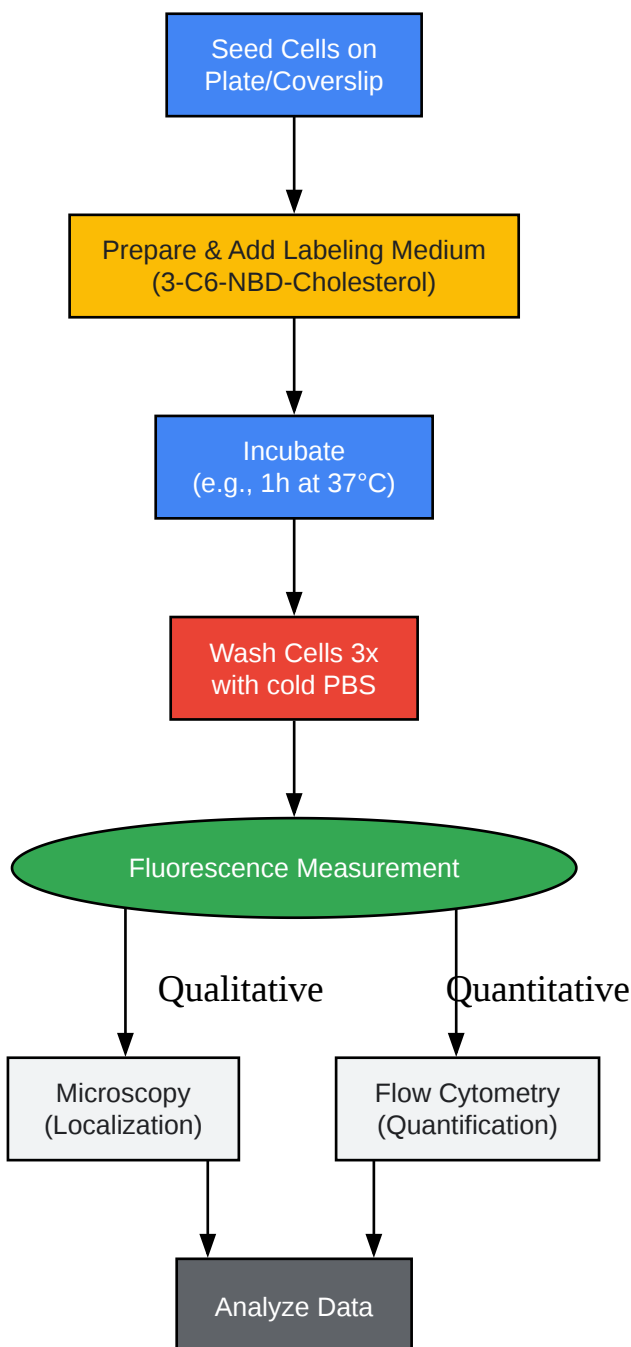 Seed Cells on
Plate/Coverslip
Prepare & Add Labeling Medium
(3-C6-NBD-Cholesterol)
Incubate
(e.g., 1h at 37°C)
Wash Cells 3x
with cold PBS
Fluorescence Measurement
Qualitative
Quantitative
Microscopy
(Localization)
Flow Cytometry
(Quantification)
Analyze Data